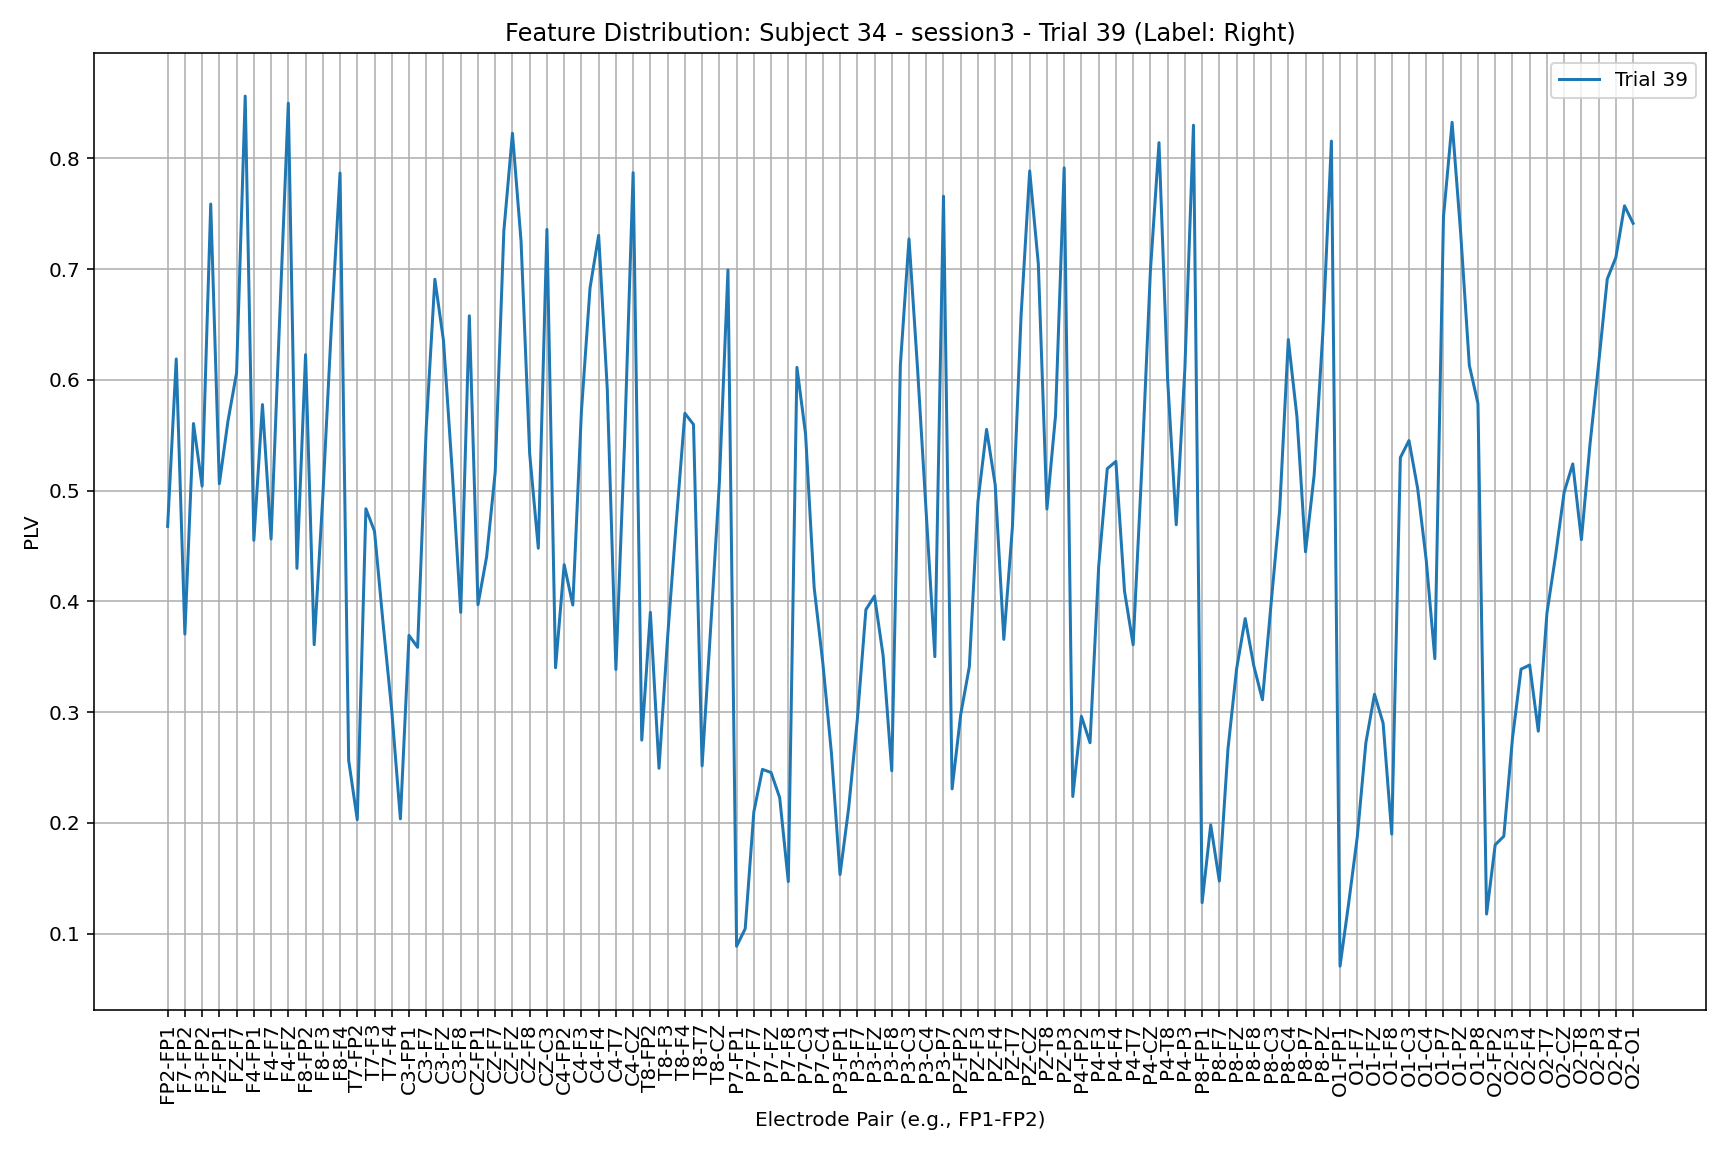 Feature Distribution: Subject 34 - session3 - Trial 39 (Label: Right)
Trial 39
PLV
0.8
0.7
0.6
0.5
0.4
0.3
0.2
0.1
FP2-FP1
F7-FP2
F3-FP2
FZ-FP1
FZ-F7
F4-FP1
F4-F7
F4-FZ
F8-FP2
F8-F3
F8-F4
T7-FP2
T7-F3
T7-F4
C3-FP1
C3-F7
C3-FZ
C3-F8
CZ-FP1
CZ-F7
CZ-FZ
CZ-F8
CZ-C3
C4-FP2
C4-F3
C4-F4
C4-T7
C4-CZ
T8-FP2
T8-F3
T8-F4
T8-T7
T8-CZ
P7-FP1
P7-F7
P7-FZ
P7-F8
P7-C3
P7-C4
P3-FP1
P3-F7
P3-FZ
P3-F8
P3-C3
P3-C4
P3-P7
PZ-FP2
PZ-F3
PZ-F4
PZ-T7
PZ-CZ
PZ-T8
PZ-P3
P4-FP2
P4-F3
P4-F4
P4-T7
P4-CZ
P4-T8
P4-P3
P8-FP1
P8-F7
P8-FZ
P8-F8
P8-C3
P8-C4
P8-P7
P8-PZ
O1-FP1
O1-F7
O1-FZ
O1-F8
O1-C3
O1-C4
O1-P7
O1-PZ
O1-P8
O2-FP2
O2-F3
O2-F4
O2-T7
O2-CZ
O2-T8
O2-P3
O2-P4
O2-O1
Electrode Pair (e.g., FP1-FP2)